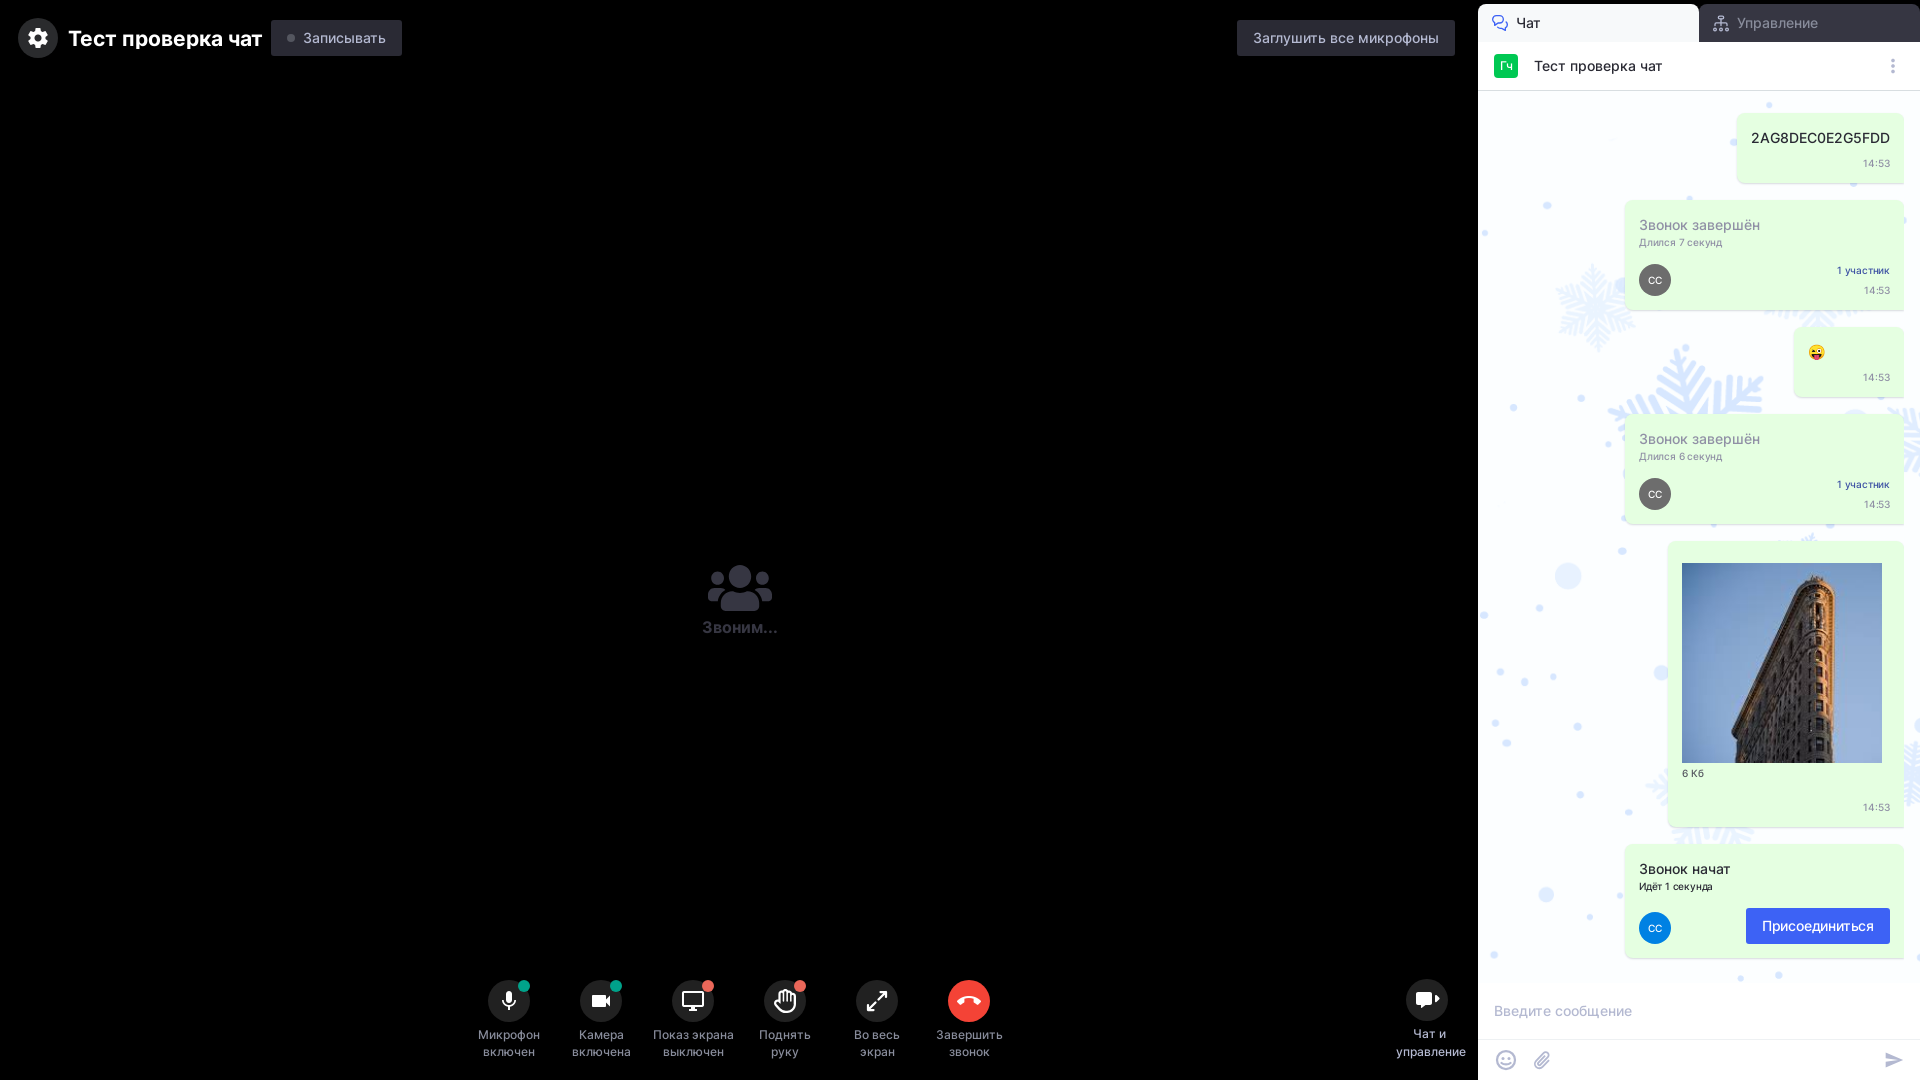 Тест проверка чат
Записывать
Заглушить все микрофоны
Чат
Управление
Гч
Тест проверка чат
2AG8DEC0E2G5FDD
14:53
Звонок завершён
Длился 7 секунд
СС
1 участник
14:53
14:53
Звонок завершён
Длился 6 секунд
СС
1 участник
14:53
6 Кб
14:53
Звонок начат
Идёт 1 секунда
СС
Присоединиться
Звоним...
Микрофон
включен
Камера
включена
Показ экрана
выключен
Поднять
руку
Во весь
экран
Завершить
звонок
Чат и
управление
Введите сообщение